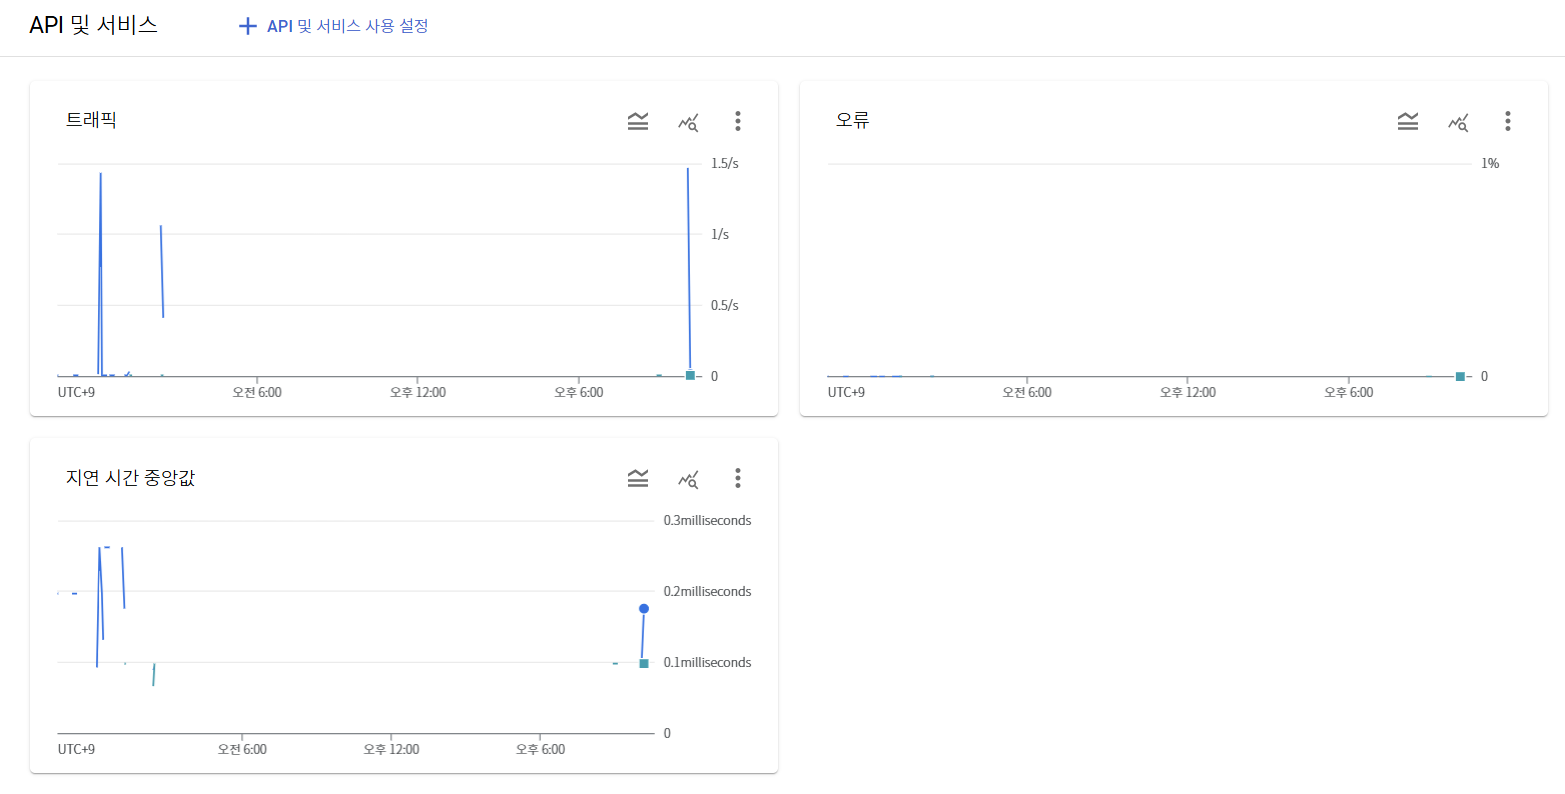 API 및 서비스
API 및 서비스 사용 설정
트래픽
1.5/s
1/s
0.5/s
0
UTC+9
오전 6:00
오후 12:00
오후 6:00
오류
1%
0
UTC+9
오전 6:00
오후 12:00
오후 6:00
지연 시간 중앙값
0.3milliseconds
0.2milliseconds
0.1milliseconds
0
UTC+9
오전 6:00
오후 12:00
오후 6:00